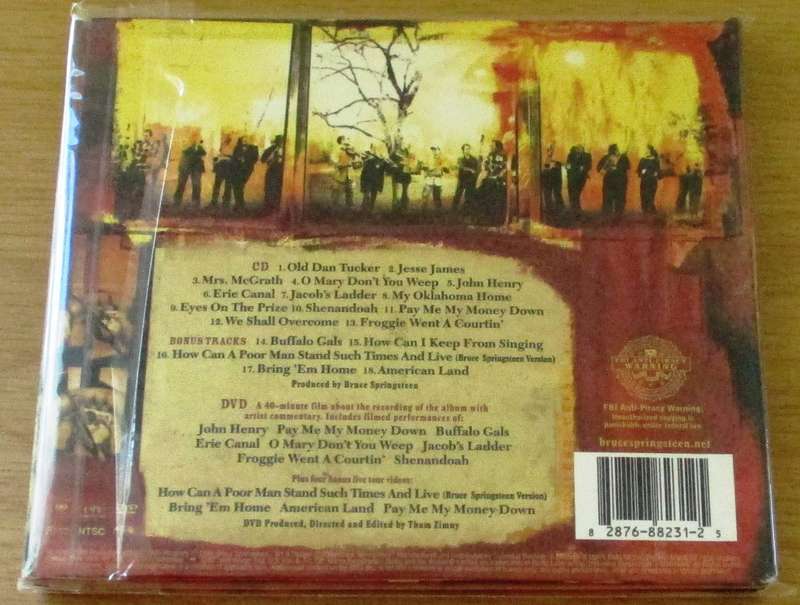 CD 1. Old Dan Tucker 2. Jesse James
3. Mrs. McGrath 4. O Mary Don't You Weep 5. John Henry
6. Erie Canal 7. Jacob's Ladder 8. My Oklahoma Home
9. Eyes On The Prize 10. Shenandoah 11. Pay Me My Money Down
12. We Shall Overcome 13. Froggie Went A Courtin'
BONUS TRACKS 14. Buffalo Gals 15. How Can I Keep From Singing
16. How Can A Poor Man Stand Such Times And Live (Bruce Springsteen Version)
17. Bring 'Em Home 18. American Land
Produced by Bruce Springsteen
DVD A 40-minute film about the recording of the album with
artist commentary. Includes filmed performances of:
John Henry Pay Me My Money Down Buffalo Gals
Erie Canal O Mary Don't You Weep Jacob's Ladder
Froggie Went A Courtin' Shenandoah
Plus four bonus live tour videos:
How Can A Poor Man Stand Such Times And Live (Bruce Springsteen Version)
Bring 'Em Home American Land Pay Me My Money Down
DVD Produced, Directed and Edited by Thom Zimny
FBI ANTI-PIRACY
WARNING
FBI Anti-Piracy Warning:
Unauthorized copying is
punishable under federal law
brucespringsteen.net
8 2876-88231-2 5
NTSC